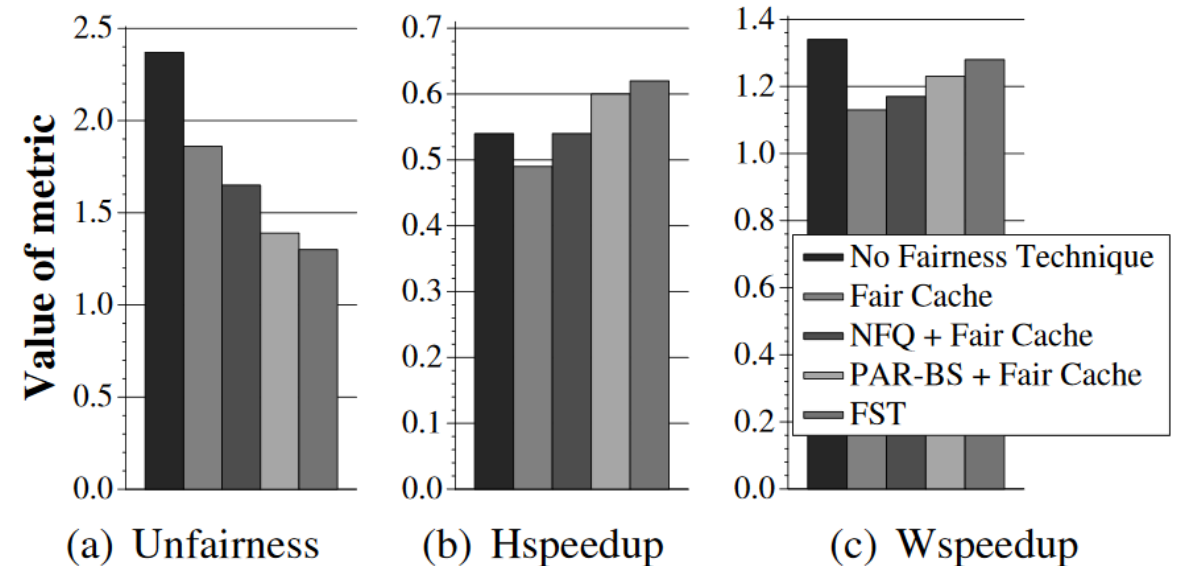 Value of metric
2.5
2.0
1.5
1.0
0.5
0.0
(a) Unfairness
0.7
0.6
0.5
0.4
0.3
0.2
0.1
0.0
(b) Hspeedup
1.4
1.2
1.0
0.8
0.6
0.4
0.2
0.0
No Fairness Technique
Fair Cache
NFQ + Fair Cache
PAR-BS + Fair Cache
FST
(c) Wspeedup